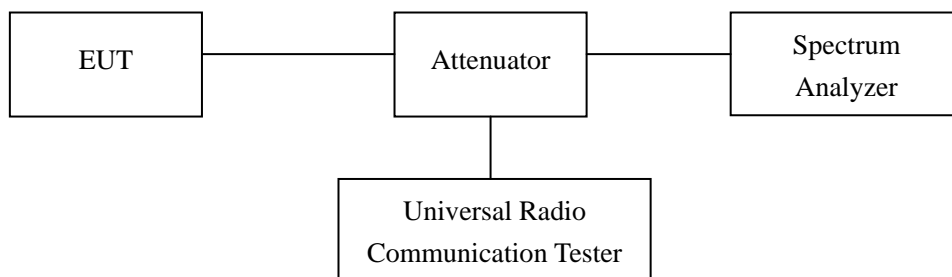 EUT
Attenuator
Spectrum
Analyzer
Universal Radio
Communication Tester